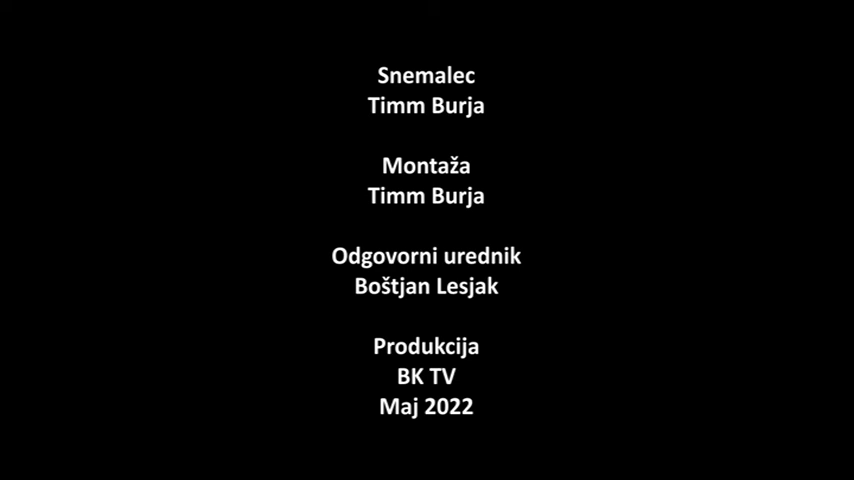 Snemalec
Timm Burja
Montaža
Timm Burja
Odgovorni urednik
Boštjan Lesjak
Produkcija
BK TV
Maj 2022